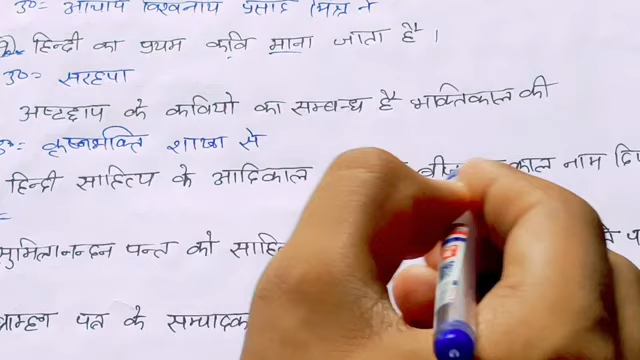 उ०= आचार्य विश्वनाथ प्रसाद मिश्र ने
हिन्दी का प्रथम कवि माना जाता है ।
उ०= सरहपा
अष्टछाप के कवियो का सम्बन्ध है भक्तिकाल की
उ०= कृष्णभक्ति शाखा से
हिन्दी साहित्य के आदिकाल काल नाम
सुमित्रानन्दन पन्त को
ब्राम्हण पत्र के सम्पादक